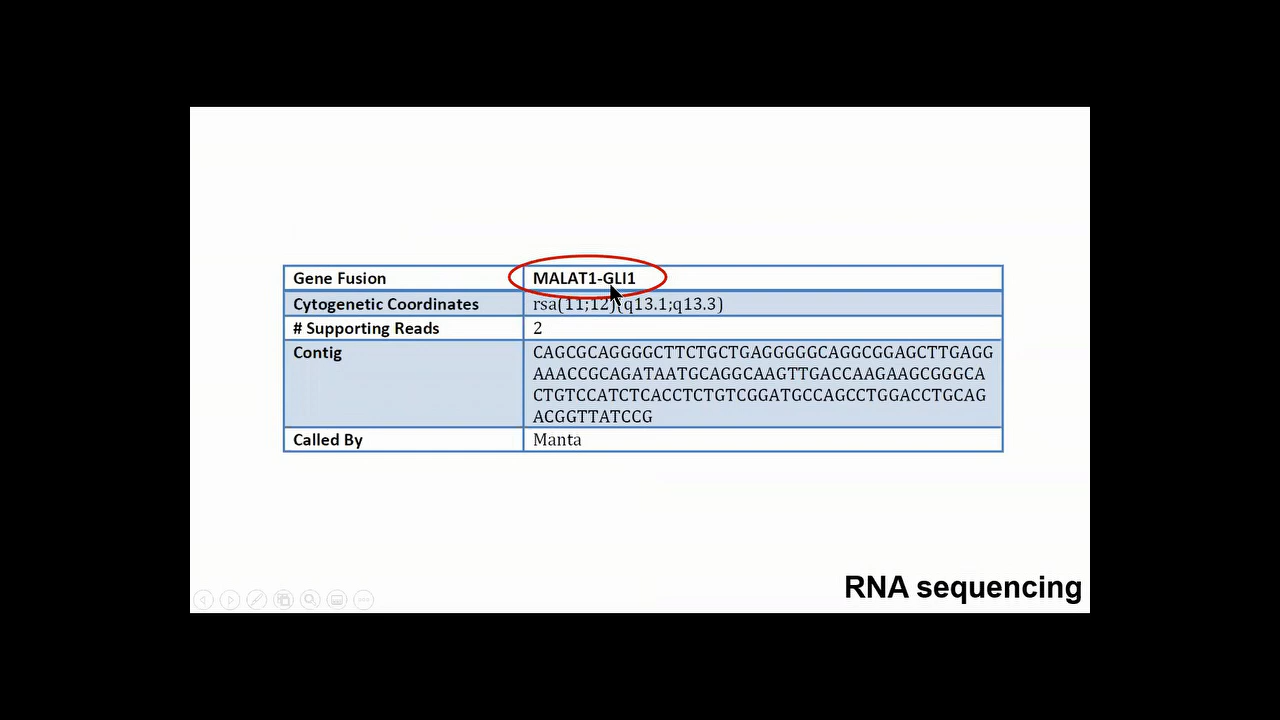 Gene Fusion MALAT1-GLI1
Cytogenetic Coordinates rsa(11;12)(q13.1;q13.3)
# Supporting Reads 2
Contig CAGCGCAGGGGCTTCTGCTGAGGGGGCAGGCGGAGCTTGAGG
AAACCGCAGATAATGCAGGCAAGTTGACCAAGAAGCGGGCA
CTGTCCATCTCACCTCTGTCGGATGCCAGCCTGGACCTGCAG
ACGGTTATCCG
Called By Manta
RNA sequencing